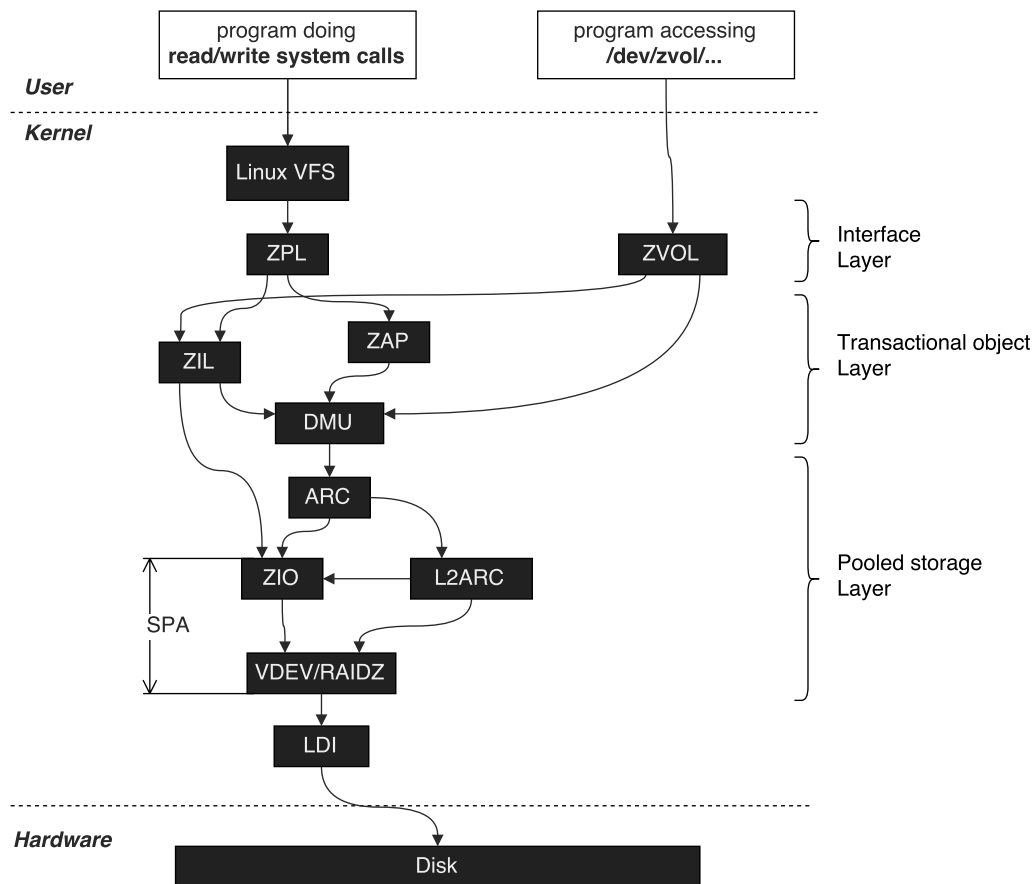 program doing
read/write system calls
program accessing
/dev/zvol/...
User
Kernel
Linux VFS
ZPL
ZVOL
Interface
Layer
ZAP
ZIL
Transactional object
Layer
DMU
ARC
ZIO
L2ARC
Pooled storage
Layer
SPA
VDEV/RAIDZ
LDI
Hardware
Disk